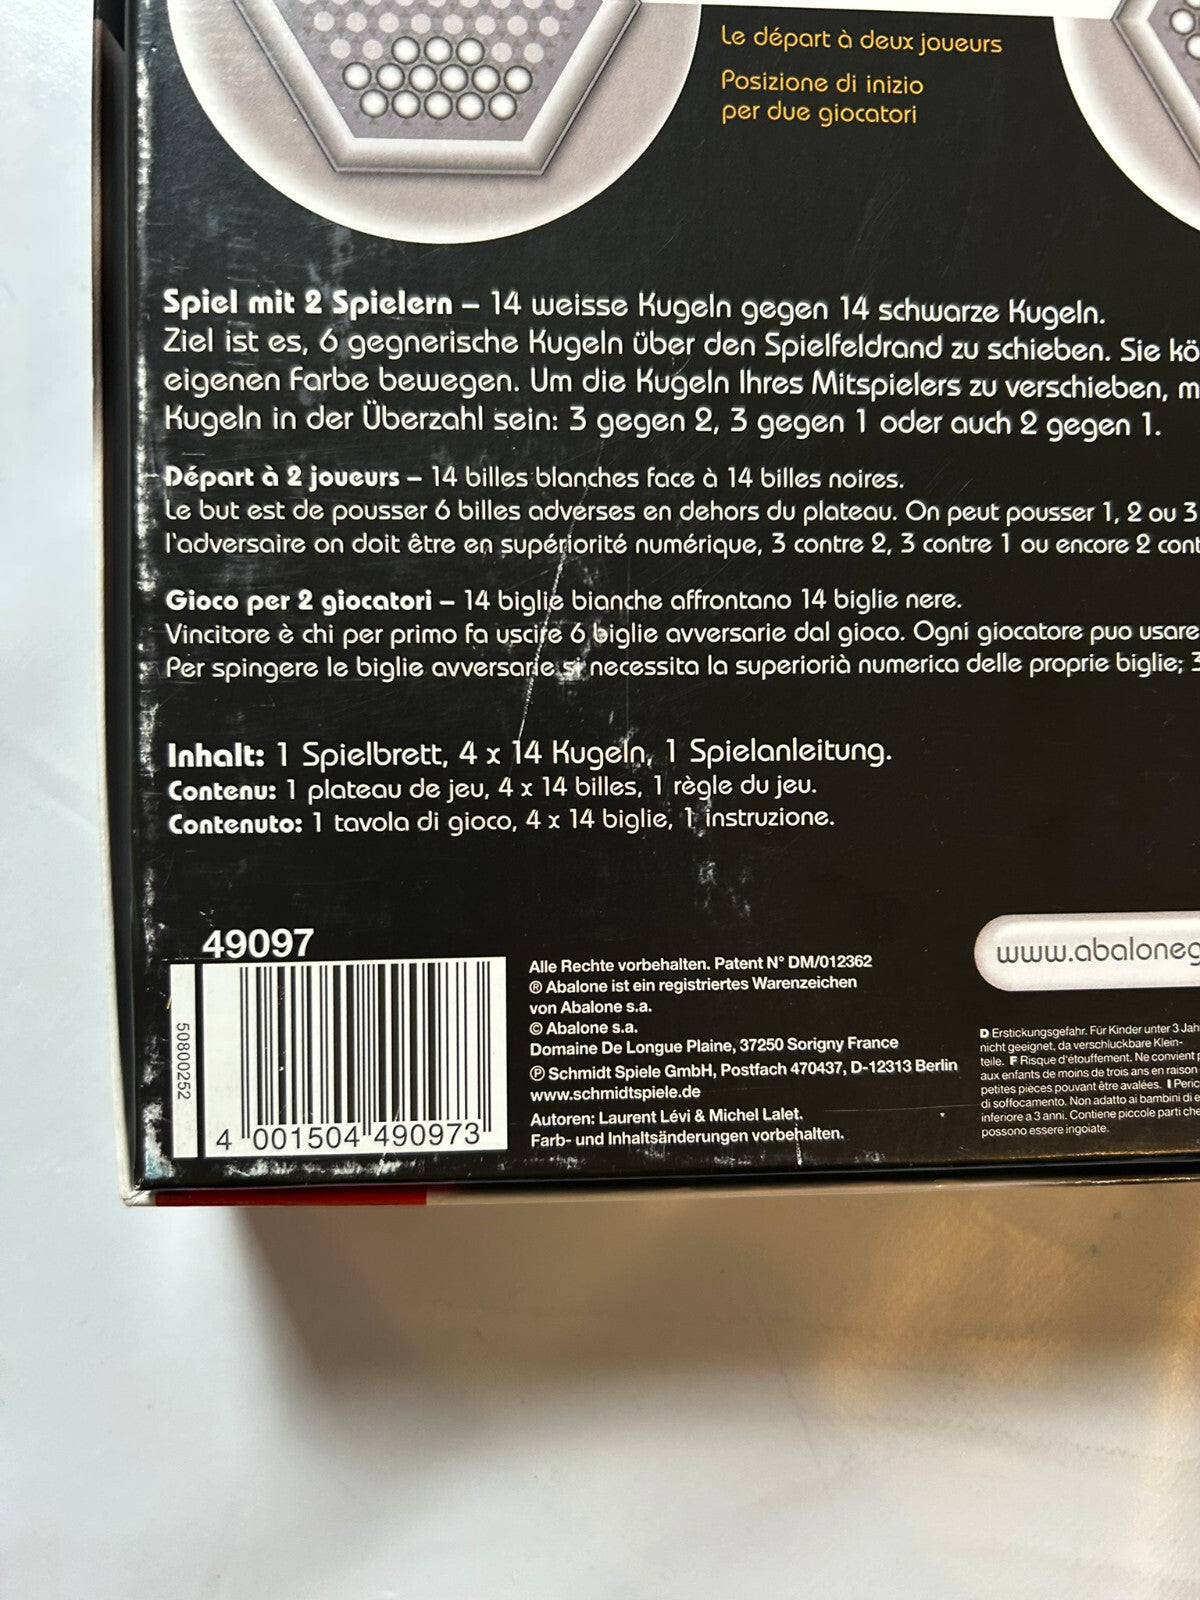 Le départ à deux joueurs
Posizione di inizio
per due giocatori
Spiel mit 2 Spielern – 14 weisse Kugeln gegen 14 schwarze Kugeln.
Ziel ist es, 6 gegnerische Kugeln über den Spielfeldrand zu schieben. Sie kö
eigenen Farbe bewegen. Um die Kugeln Ihres Mitspielers zu verschieben, m
Kugeln in der Überzahl sein: 3 gegen 2, 3 gegen 1 oder auch 2 gegen 1.
Départ à 2 joueurs – 14 billes blanches face à 14 billes noires.
Le but est de pousser 6 billes adverses en dehors du plateau. On peut pousser 1, 2 ou 3
l'adversaire on doit être en supériorité numérique, 3 contre 2, 3 contre 1 ou encore 2 cont
Gioco per 2 giocatori – 14 biglie bianche affrontano 14 biglie nere.
Vincitore è chi per primo fa uscire 6 biglie avversarie dal gioco. Ogni giocatore puo usare
Per spingere le biglie avversarie si necessita la superiorià numerica delle proprie biglie; 3
Inhalt: 1 Spielbrett, 4 x 14 Kugeln, 1 Spielanleitung.
Contenu: 1 plateau de jeu, 4 x 14 billes, 1 règle du jeu.
Contenuto: 1 tavola di gioco, 4 x 14 biglie, 1 instruzione.
49097
50800252
4 001504 490973
Alle Rechte vorbehalten. Patent N° DM/012362
® Abalone ist ein registriertes Warenzeichen
von Abalone s.a.
© Abalone s.a.
Domaine De Longue Plaine, 37250 Sorigny France
Ⓟ Schmidt Spiele GmbH, Postfach 470437, D-12313 Berlin
www.schmidtspiele.de
Autoren: Laurent Lévi & Michel Lalet.
Farb- und Inhaltsänderungen vorbehalten.
www.abaloneg
D Erstickungsgefahr. Für Kinder unter 3 Jah
nicht geeignet, da verschluckbare Klein-
teile. F Risque d'étouffement. Ne convient p
aux enfants de moins de trois ans en raison
petites pièces pouvant être avalées. I Peric
di soffocamento. Non adatto ai bambini di e
inferiore a 3 anni. Contiene piccole parti che
possono essere ingoiate.